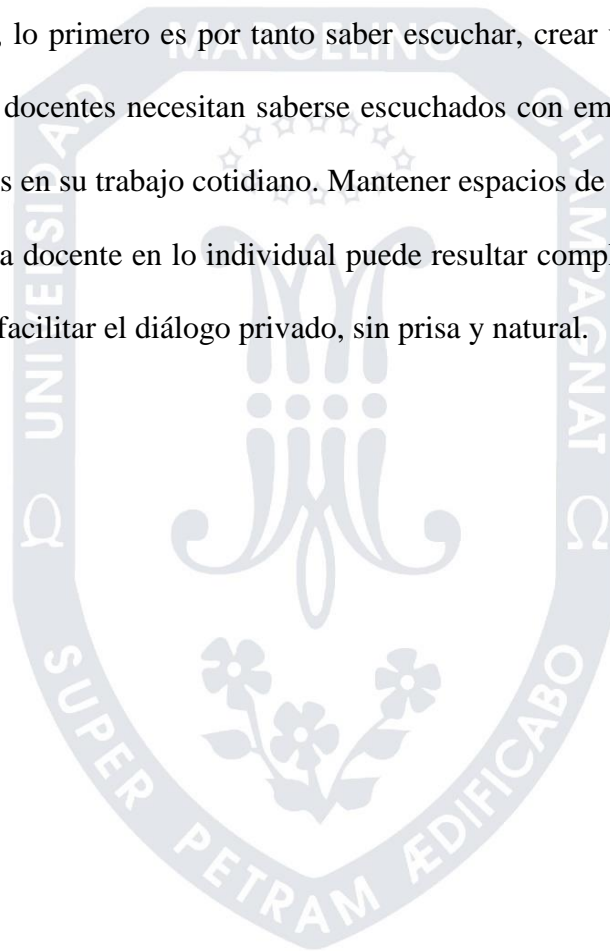 , lo primero es por tanto saber escuchar, crear
docentes necesitan saberse escuchados con em
s en su trabajo cotidiano. Mantener espacios de
a docente en lo individual puede resultar compl
facilitar el diálogo privado, sin prisa y natural.
UNIVERSIDAD
MARCELINO
CHAMPAGNAT
Ω
Ω
SUPER
PETRAM
ÆDIFICABO